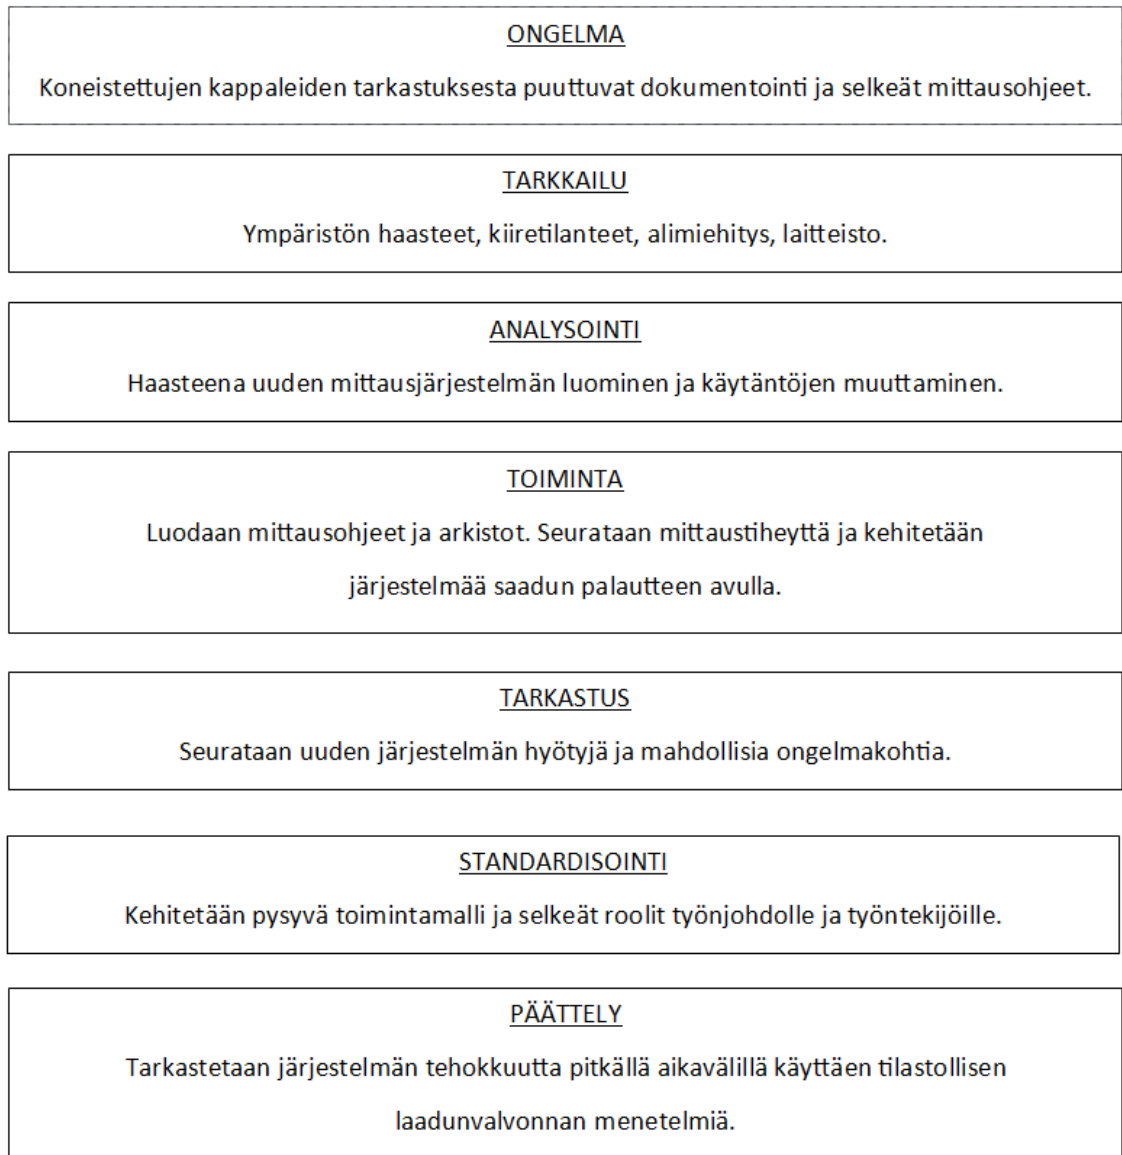 ONGELMA
Koneistettujen kappaleiden tarkastuksesta puuttuvat dokumentointi ja selkeät mittausohjeet.
TARKKAILU
Ympäristön haasteet, kiiretilanteet, alimiehitys, laitteisto.
ANALYSOINTI
Haasteena uuden mittausjärjestelmän luominen ja käytäntöjen muuttaminen.
TOIMINTA
Luodaan mittausohjeet ja arkistot. Seurataan mittaustiheyttä ja kehitetään
järjestelmää saadun palautteen avulla.
TARKASTUS
Seurataan uuden järjestelmän hyötyjä ja mahdollisia ongelmakohtia.
STANDARDISOINTI
Kehitetään pysyvä toimintamalli ja selkeät roolit työnjohdolle ja työntekijöille.
PÄÄTTELY
Tarkastetaan järjestelmän tehokkuutta pitkällä aikavälillä käyttäen tilastollisen
laadunvalvonnan menetelmiä.